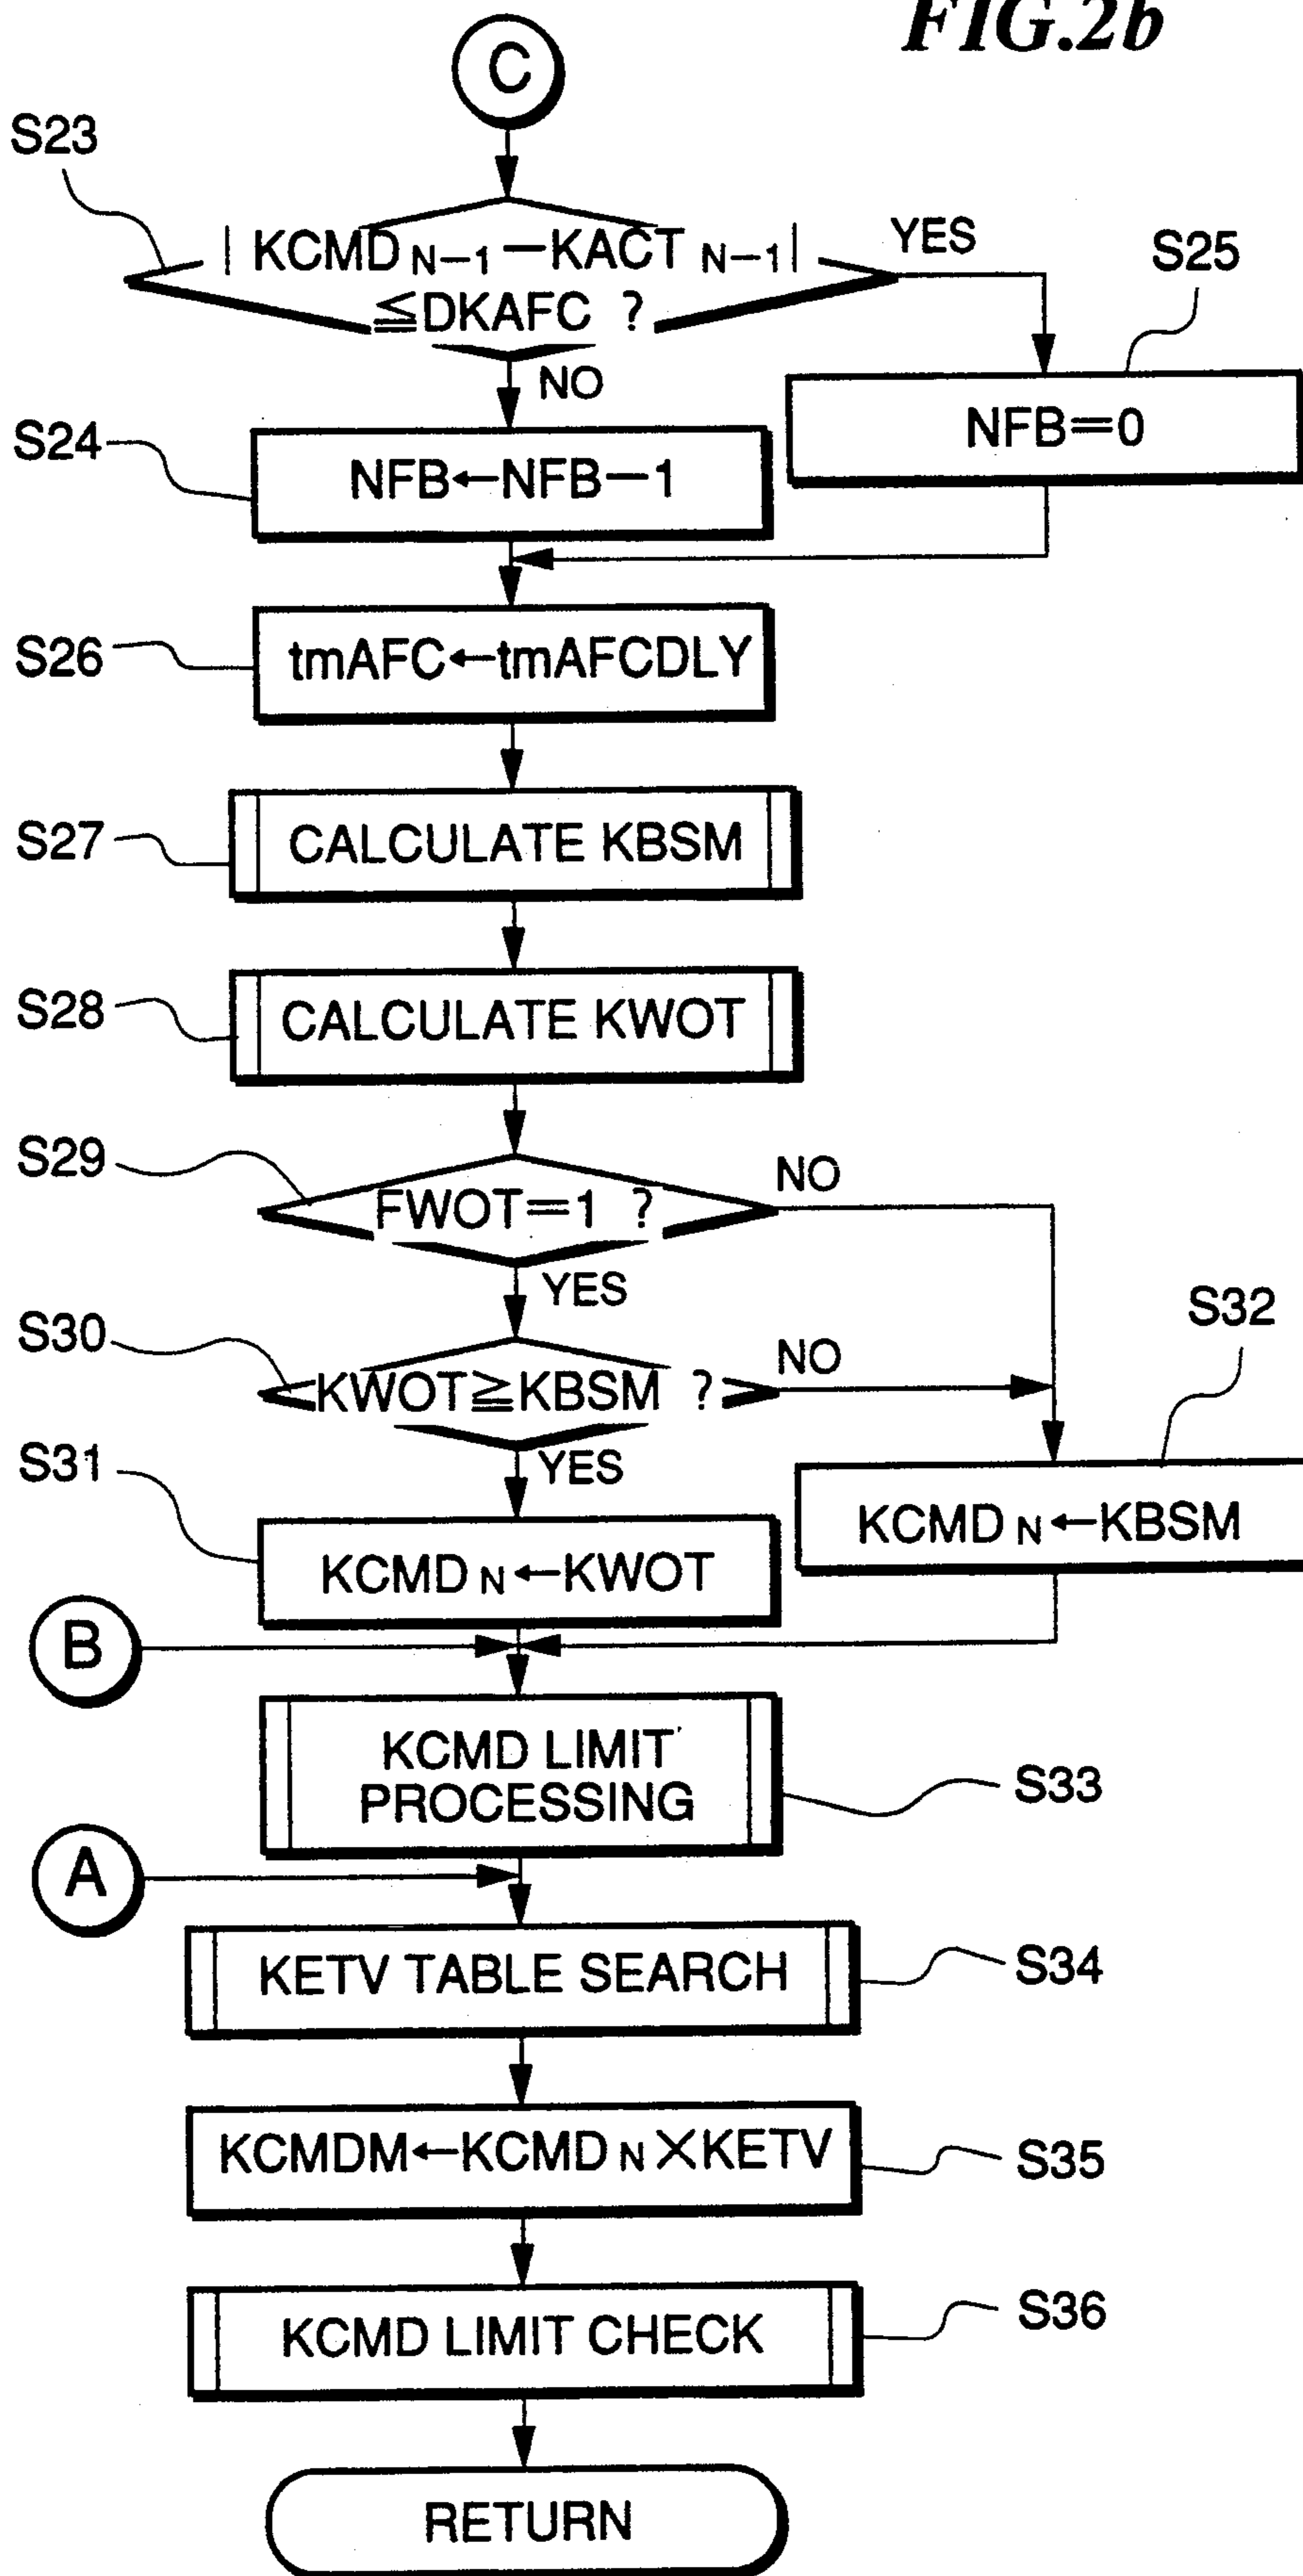 FIG.2b
C
S23
| KCMD N−1 −KACT N−1 |
≦DKAFC ?
YES
S25
NO
NFB=0
S24
NFB←NFB−1
S26
tmAFC←tmAFCDLY
S27
CALCULATE KBSM
S28
CALCULATE KWOT
S29
FWOT=1 ?
NO
YES
S30
KWOT≧KBSM ?
NO
S32
YES
S31
KCMD N ←KBSM
KCMD N ←KWOT
B
KCMD LIMIT
PROCESSING
S33
A
KETV TABLE SEARCH
S34
KCMDM←KCMD N ×KETV
S35
KCMD LIMIT CHECK
S36
RETURN